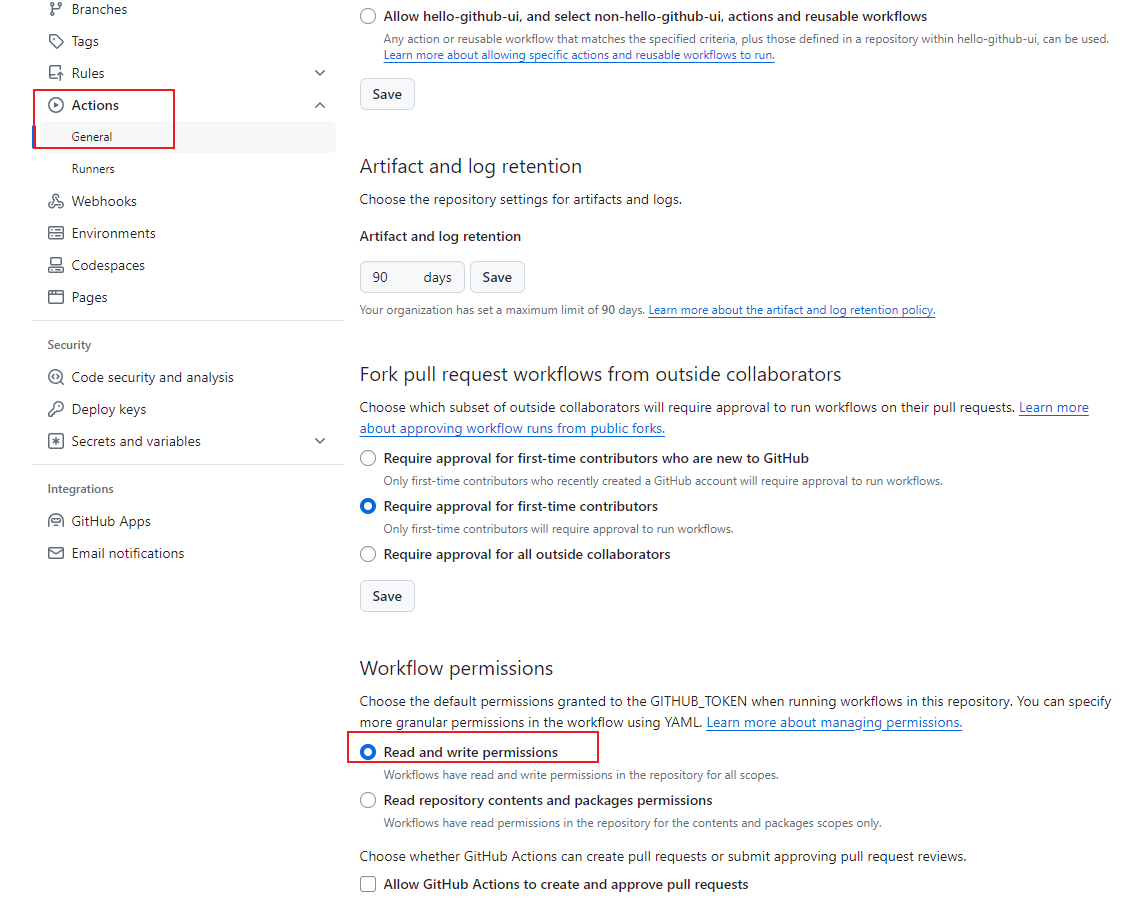 Branches
Tags
Rules
Actions
General
Runners
Webhooks
Environments
Codespaces
Pages
Security
Code security and analysis
Deploy keys
Secrets and variables
Integrations
GitHub Apps
Email notifications
Allow hello-github-ui, and select non-hello-github-ui, actions and reusable workflows
Any action or reusable workflow that matches the specified criteria, plus those defined in a repository within hello-github-ui, can be used.
Learn more about allowing specific actions and reusable workflows to run.
Save
Artifact and log retention
Choose the repository settings for artifacts and logs.
Artifact and log retention
90 days Save
Your organization has set a maximum limit of 90 days. Learn more about the artifact and log retention policy.
Fork pull request workflows from outside collaborators
Choose which subset of outside collaborators will require approval to run workflows on their pull requests. Learn more
about approving workflow runs from public forks.
Require approval for first-time contributors who are new to GitHub
Only first-time contributors who recently created a GitHub account will require approval to run workflows.
Require approval for first-time contributors
Only first-time contributors will require approval to run workflows.
Require approval for all outside collaborators
Save
Workflow permissions
Choose the default permissions granted to the GITHUB_TOKEN when running workflows in this repository. You can specify
more granular permissions in the workflow using YAML. Learn more about managing permissions.
Read and write permissions
Workflows have read and write permissions in the repository for all scopes.
Read repository contents and packages permissions
Workflows have read permissions in the repository for the contents and packages scopes only.
Choose whether GitHub Actions can create pull requests or submit approving pull request reviews.
Allow GitHub Actions to create and approve pull requests